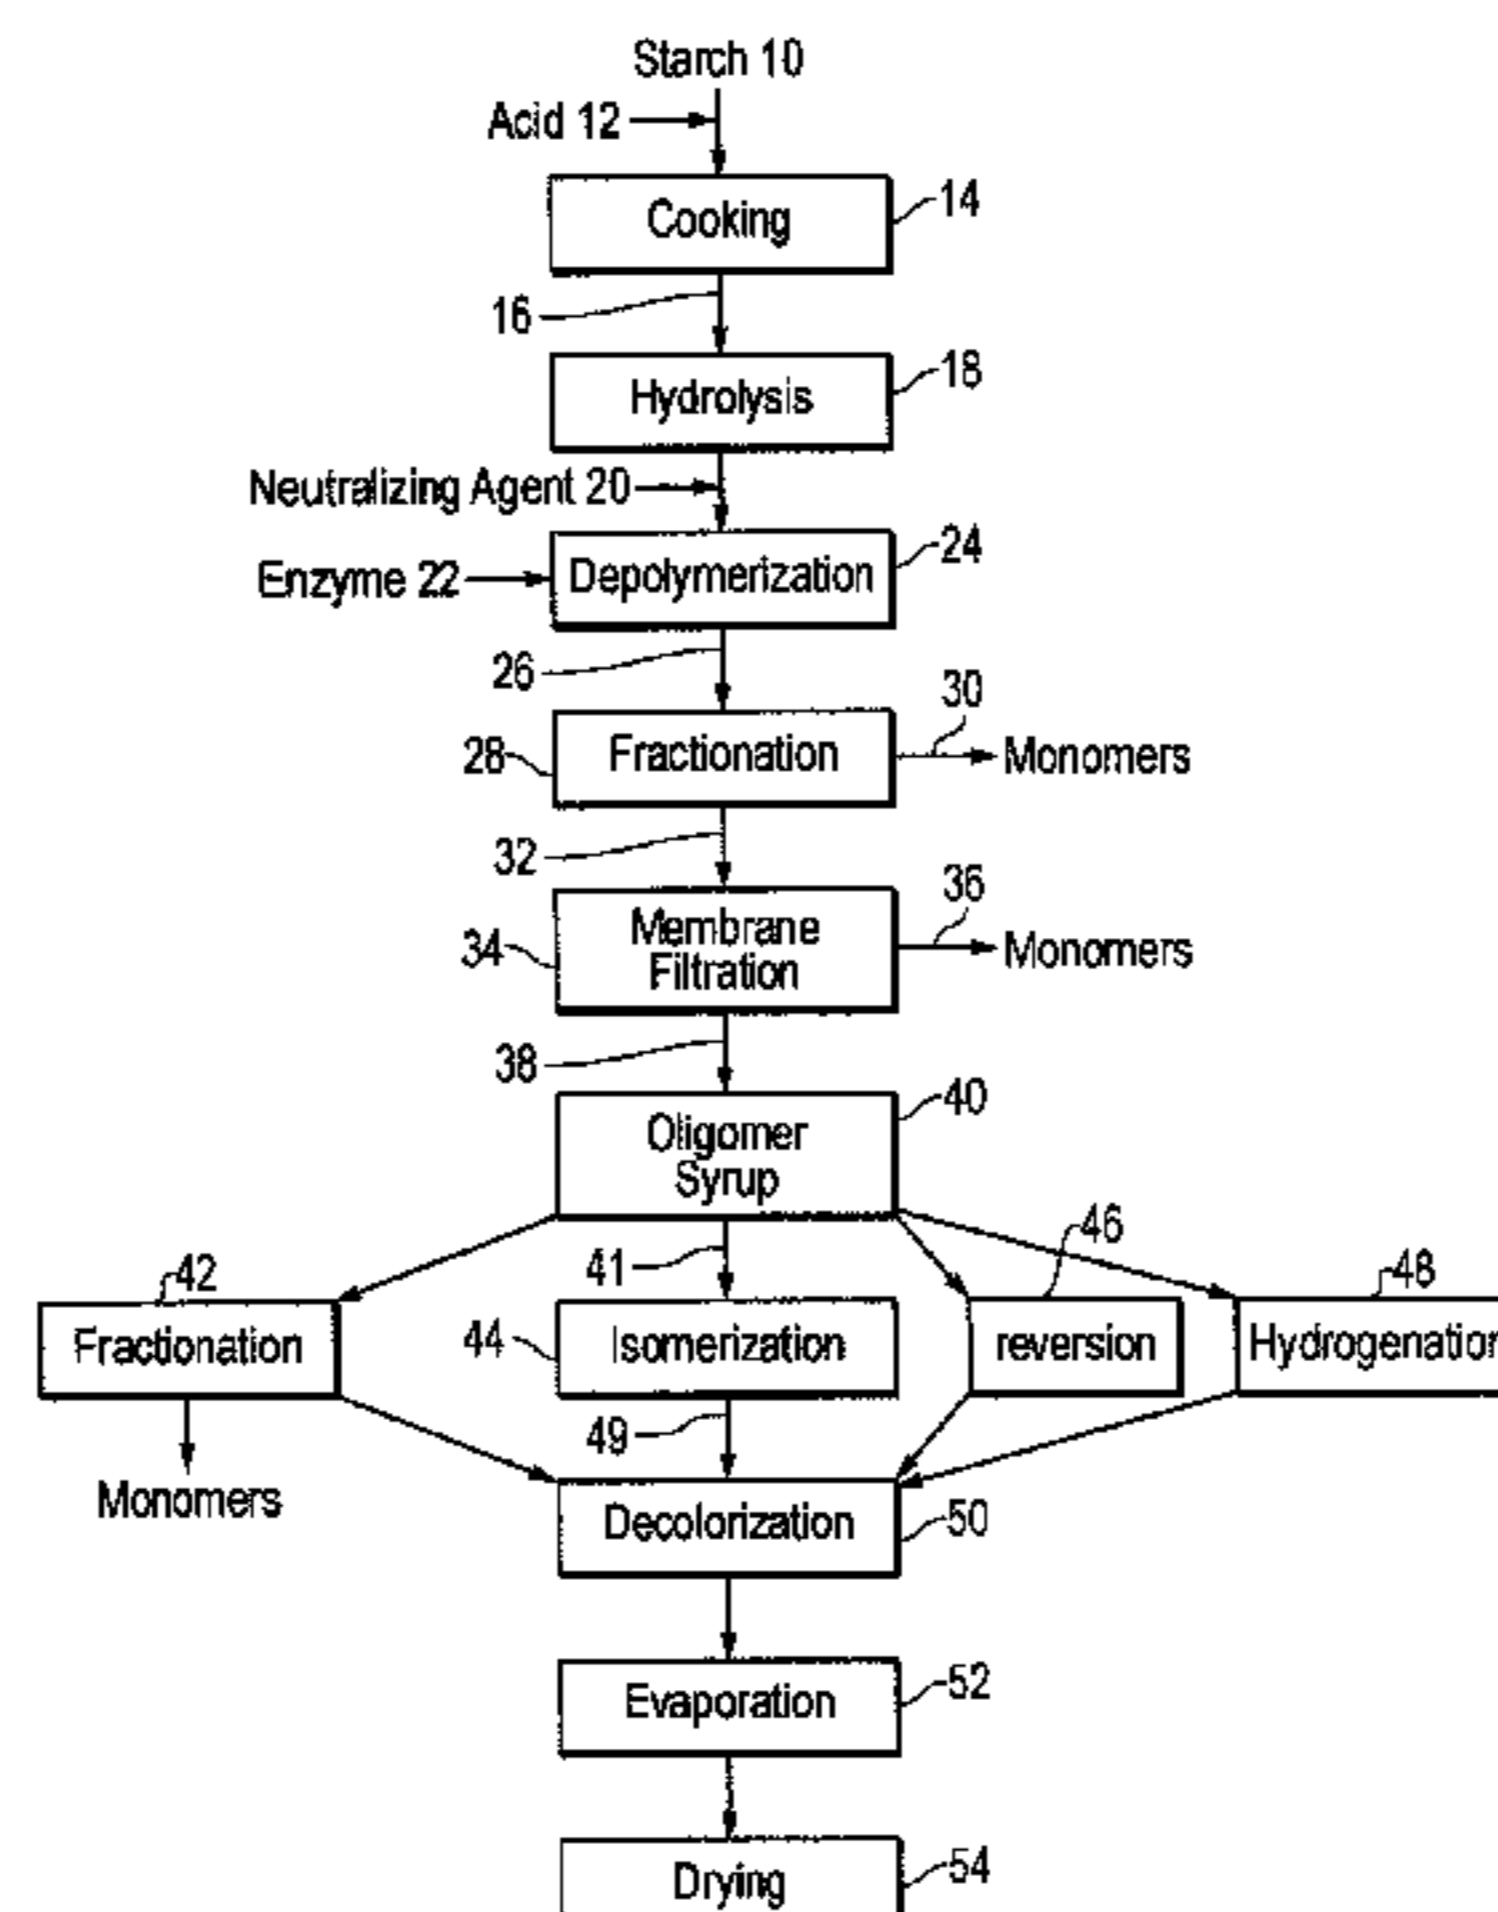 Starch 10
Acid 12
Cooking
14
16
Hydrolysis
18
Neutralizing Agent 20
Enzyme 22
Depolymerization
24
26
28
Fractionation
30
Monomers
32
34
Membrane
Filtration
36
Monomers
38
Oligomer
Syrup
40
41
42
Fractionation
44
Isomerization
46
reversion
48
Hydrogenation
49
Monomers
Decolorization
50
Evaporation
52
Drying
54